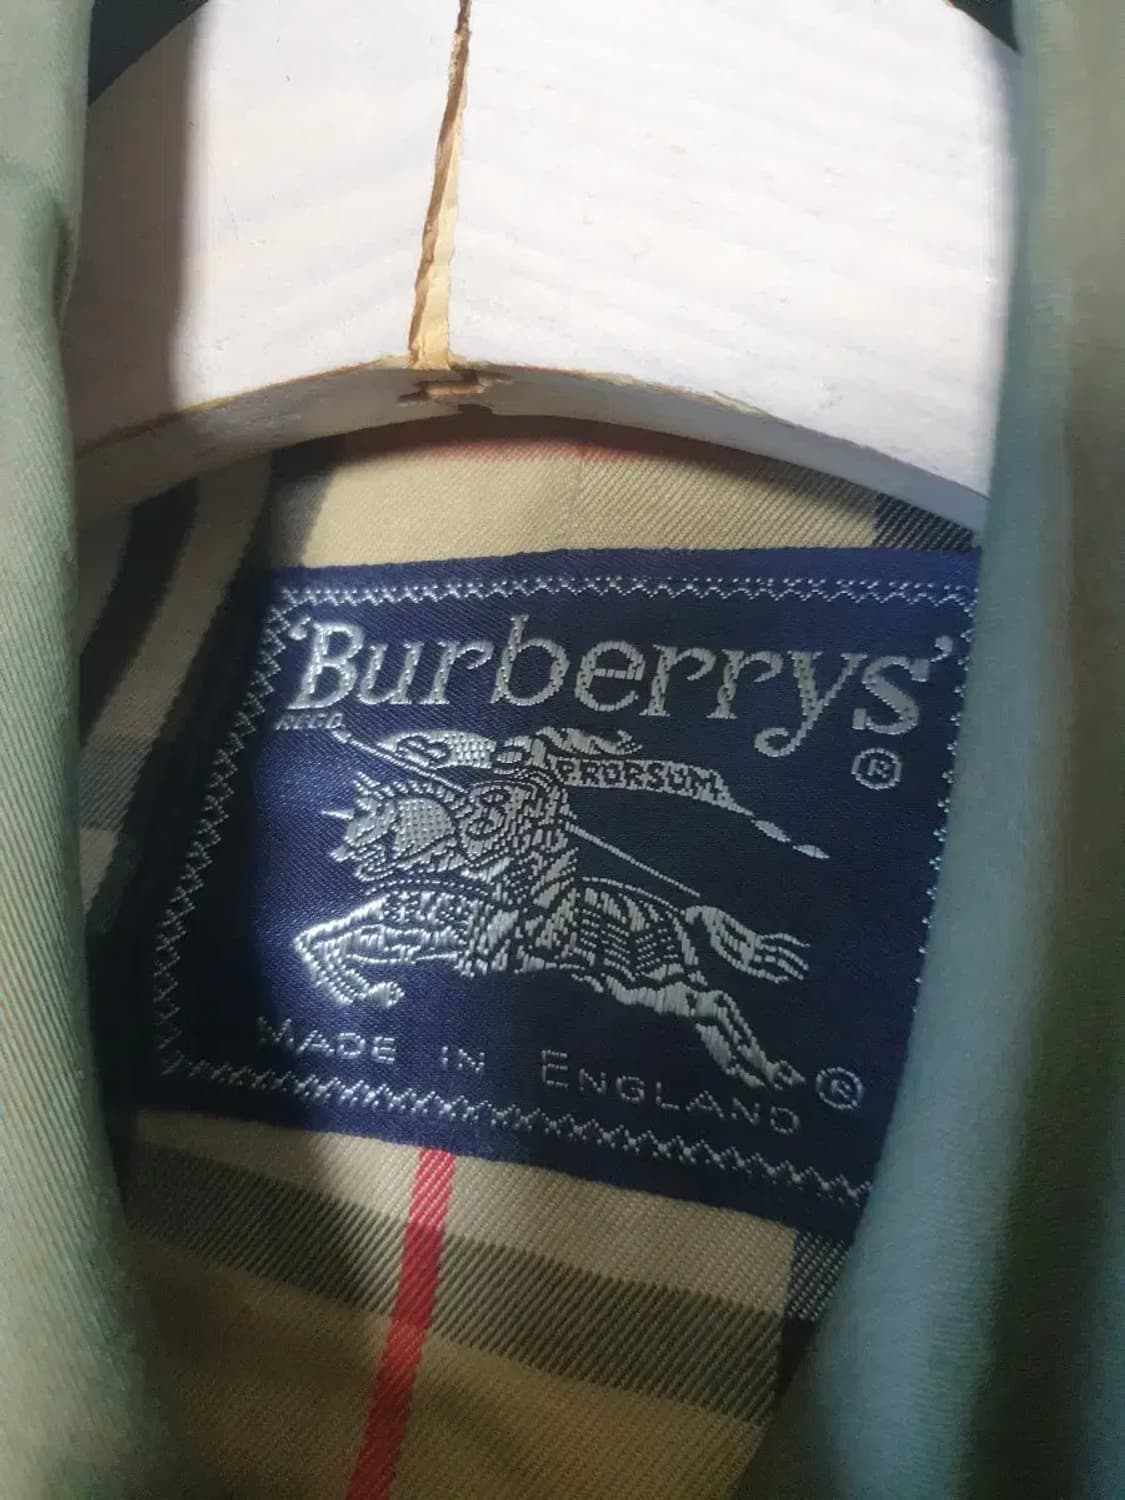 'Burberrys'
REGD.
®
PRORSUM
MADE IN ENGLAND ®